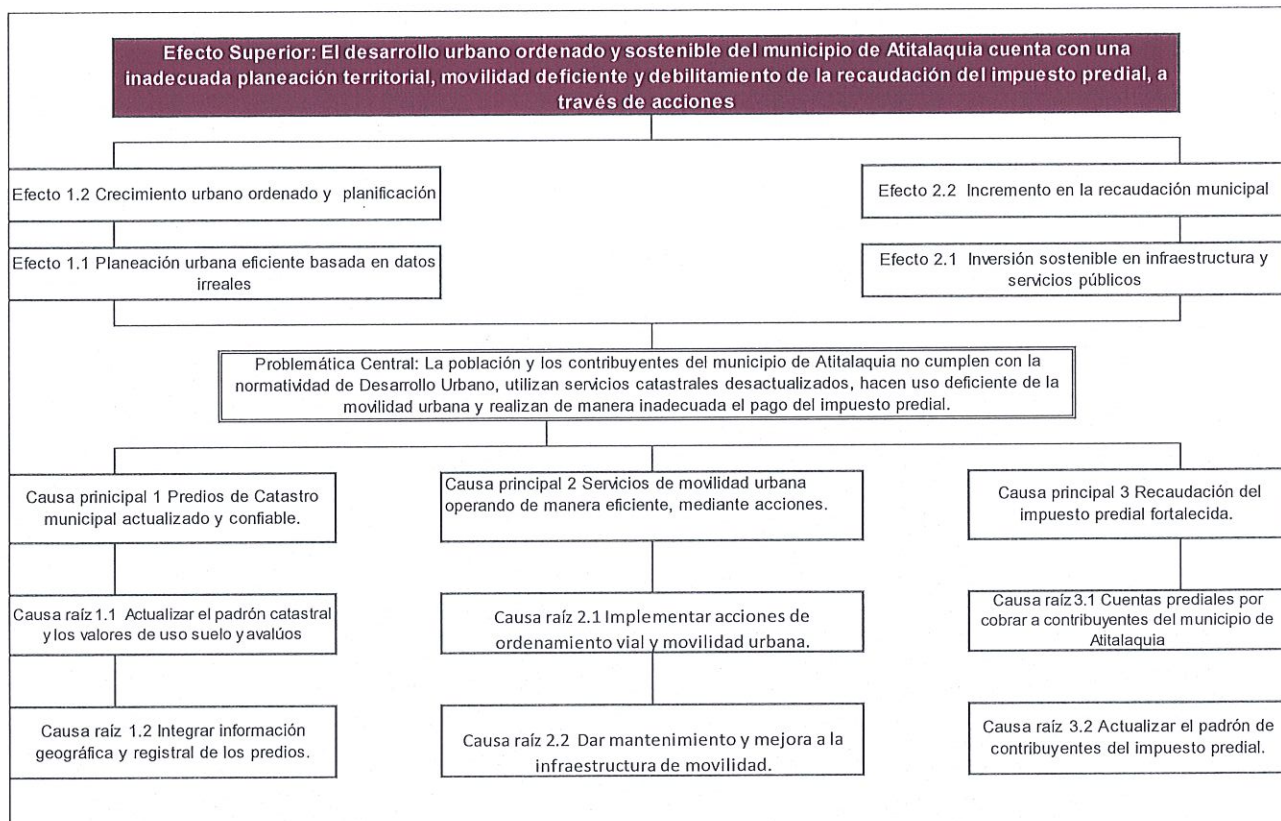 Efecto Superior: El desarrollo urbano ordenado y sostenible del municipio de Atitalaquia cuenta con una
inadecuada planeación territorial, movilidad deficiente y debilitamiento de la recaudación del impuesto predial, a
través de acciones
Efecto 1.2 Crecimiento urbano ordenado y planificación
Efecto 2.2 Incremento en la recaudación municipal
Efecto 1.1 Planeación urbana eficiente basada en datos
irreales
Efecto 2.1 Inversión sostenible en infraestructura y
servicios públicos
Problemática Central: La población y los contribuyentes del municipio de Atitalaquia no cumplen con la
normatividad de Desarrollo Urbano, utilizan servicios catastrales desactualizados, hacen uso deficiente de la
movilidad urbana y realizan de manera inadecuada el pago del impuesto predial.
Causa prinicipal 1 Predios de Catastro
municipal actualizado y confiable.
Causa principal 2 Servicios de movilidad urbana
operando de manera eficiente, mediante acciones.
Causa principal 3 Recaudación del
impuesto predial fortalecida.
Causa raíz 1.1 Actualizar el padrón catastral
y los valores de uso suelo y avalúos
Causa raíz 2.1 Implementar acciones de
ordenamiento vial y movilidad urbana.
Causa raíz 3.1 Cuentas prediales por
cobrar a contribuyentes del municipio de
Atitalaquia
Causa raíz 1.2 Integrar información
geográfica y registral de los predios.
Causa raíz 2.2 Dar mantenimiento y mejora a la
infraestructura de movilidad.
Causa raíz 3.2 Actualizar el padrón de
contribuyentes del impuesto predial.